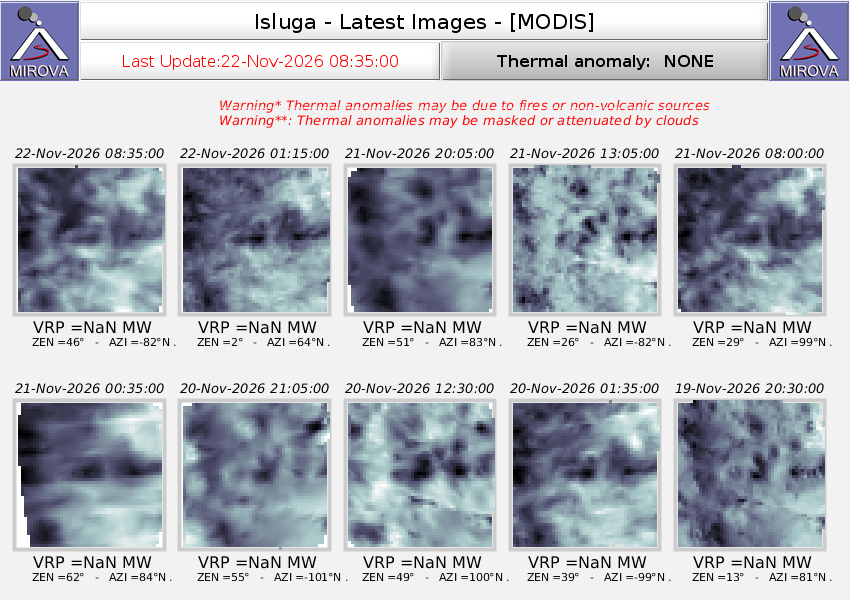 Isluga - Latest Images - [MODIS]
MIROVA
Last Update:22-Nov-2026 08:35:00
Thermal anomaly: NONE
MIROVA
Warning* Thermal anomalies may be due to fires or non-volcanic sources
Warning**: Thermal anomalies may be masked or attenuated by clouds
22-Nov-2026 08:35:00 22-Nov-2026 01:15:00 21-Nov-2026 20:05:00 21-Nov-2026 13:05:00 21-Nov-2026 08:00:00
VRP =NaN MW VRP =NaN MW VRP =NaN MW VRP =NaN MW VRP =NaN MW
ZEN =46° - AZI =-82°N . ZEN =2° - AZI =64°N . ZEN =51° - AZI =83°N . ZEN =26° - AZI =-82°N . ZEN =29° - AZI =99°N .
21-Nov-2026 00:35:00 20-Nov-2026 21:05:00 20-Nov-2026 12:30:00 20-Nov-2026 01:35:00 19-Nov-2026 20:30:00
VRP =NaN MW VRP =NaN MW VRP =NaN MW VRP =NaN MW VRP =NaN MW
ZEN =62° - AZI =84°N . ZEN =55° - AZI =-101°N . ZEN =49° - AZI =100°N . ZEN =39° - AZI =-99°N . ZEN =13° - AZI =81°N .